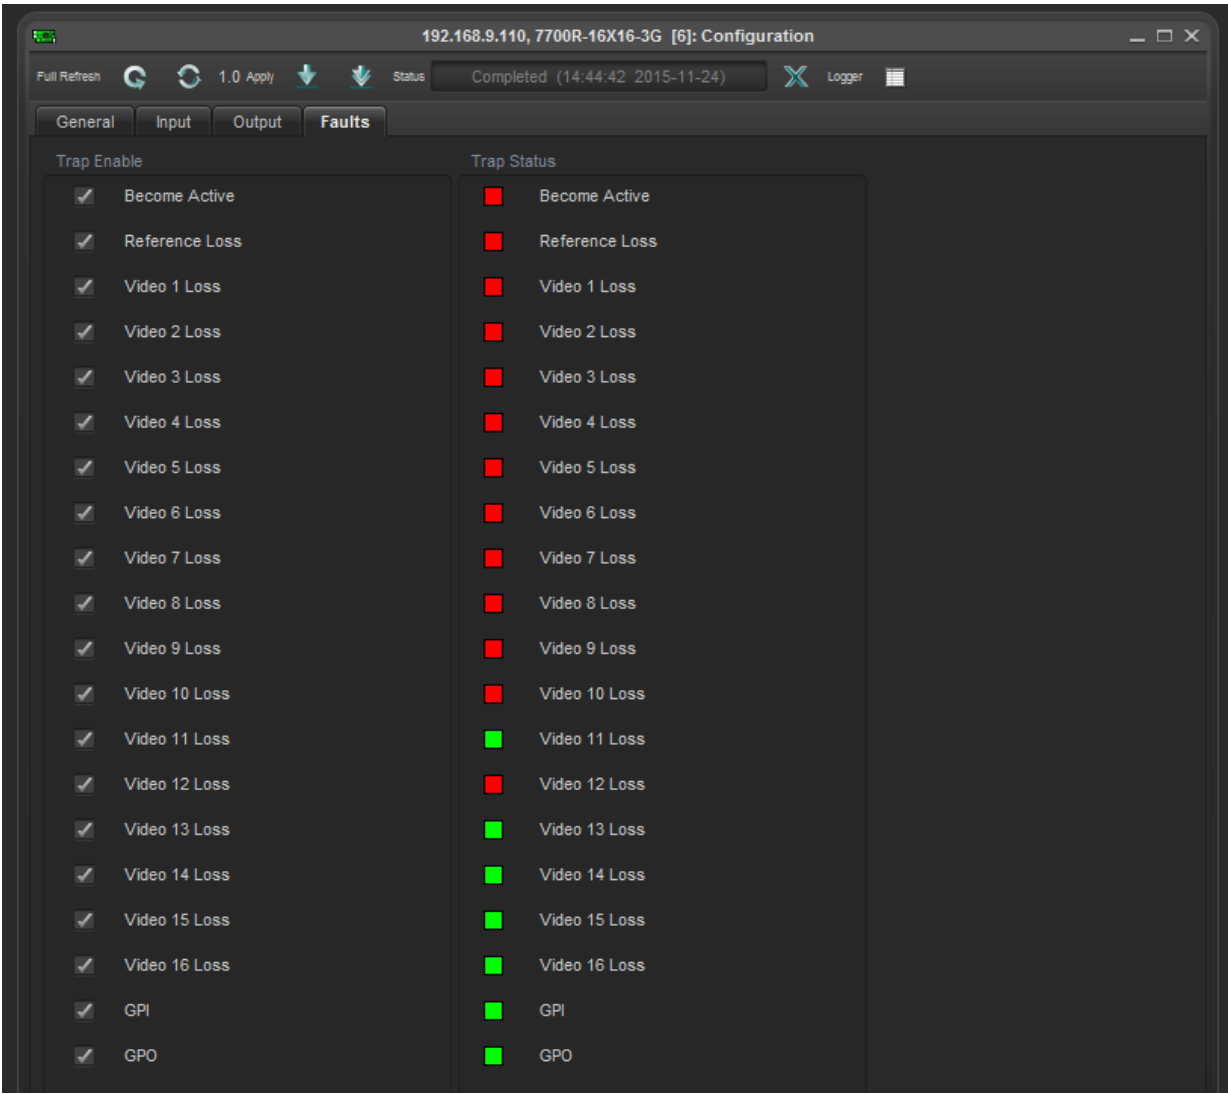 192.168.9.110, 7700R-16X16-3G [6]: Configuration
Full Refresh 1.0 Apply Status Completed (14:44:42 2015-11-24) Logger
General Input Output Faults
Trap Enable Trap Status
Become Active Become Active
Reference Loss Reference Loss
Video 1 Loss Video 1 Loss
Video 2 Loss Video 2 Loss
Video 3 Loss Video 3 Loss
Video 4 Loss Video 4 Loss
Video 5 Loss Video 5 Loss
Video 6 Loss Video 6 Loss
Video 7 Loss Video 7 Loss
Video 8 Loss Video 8 Loss
Video 9 Loss Video 9 Loss
Video 10 Loss Video 10 Loss
Video 11 Loss Video 11 Loss
Video 12 Loss Video 12 Loss
Video 13 Loss Video 13 Loss
Video 14 Loss Video 14 Loss
Video 15 Loss Video 15 Loss
Video 16 Loss Video 16 Loss
GPI GPI
GPO GPO